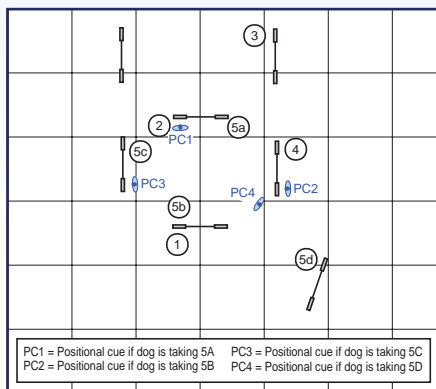 3
2
5a
PC1
5c
4
PC3
PC4
PC2
5b
1
5d
PC1 = Positional cue if dog is taking 5A
PC2 = Positional cue if dog is taking 5B
PC3 = Positional cue if dog is taking 5C
PC4 = Positional cue if dog is taking 5D